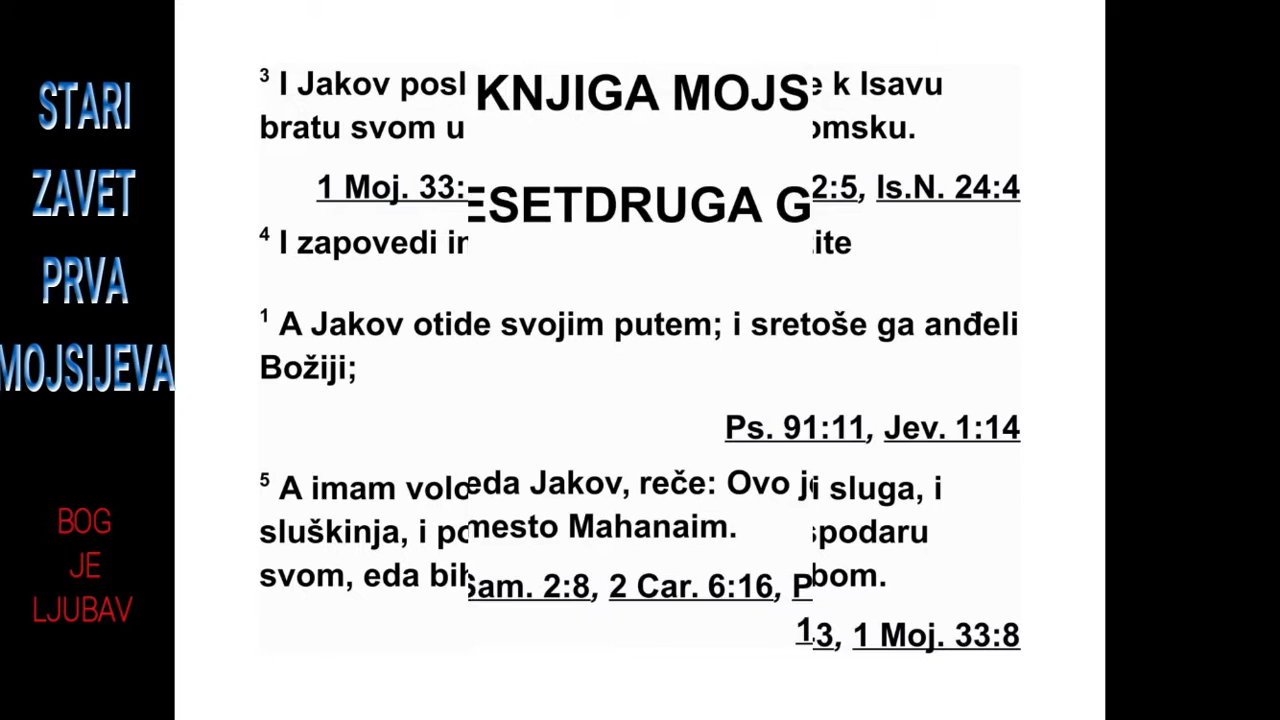 STARI
ZAVET
PRVA
MOJSIJEVA
BOG
JE
LJUBAV
3 I Jakov posl KNJIGA MOJS k Isavu
bratu svom u omsku.
1 Moj. 33: 2:5, Is.N. 24:4
ESETDRUGA G
4 I zapovedi ite
1 A Jakov otide svojim putem; i sretoše ga anđeli
Božiji;
Ps. 91:11, Jev. 1:14
5 A imam volo eda Jakov, reče: Ovo j i sluga, i
sluškinja, i po mesto Mahanaim. spodaru
svom, eda bih bom.
Sam. 2:8, 2 Car. 6:16, P
1 3, 1 Moj. 33:8